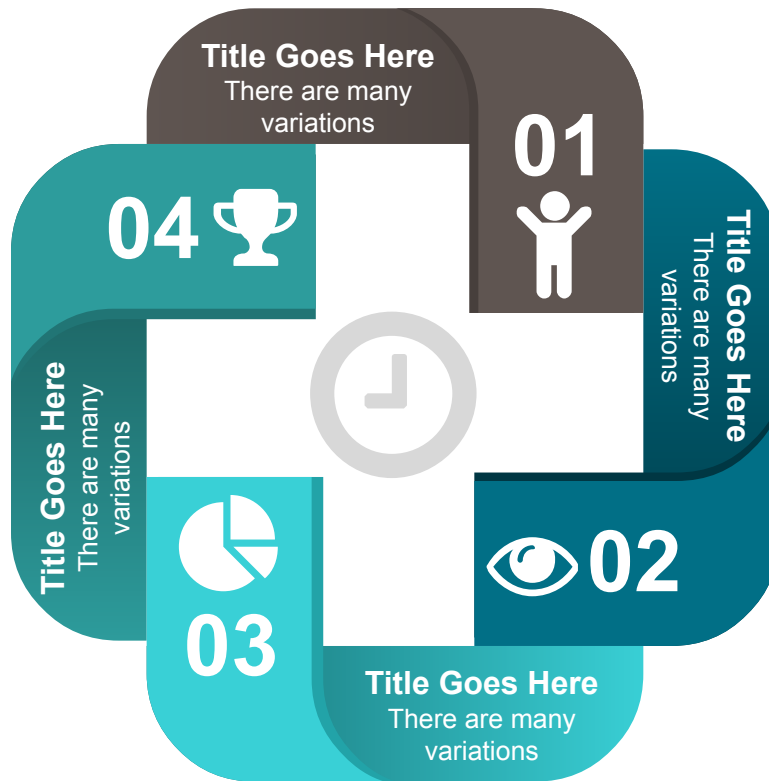 Title Goes Here
There are many
variations
01
Title Goes Here
There are many
variations
02
03
Title Goes Here
There are many
variations
04
Title Goes Here
There are many
variations